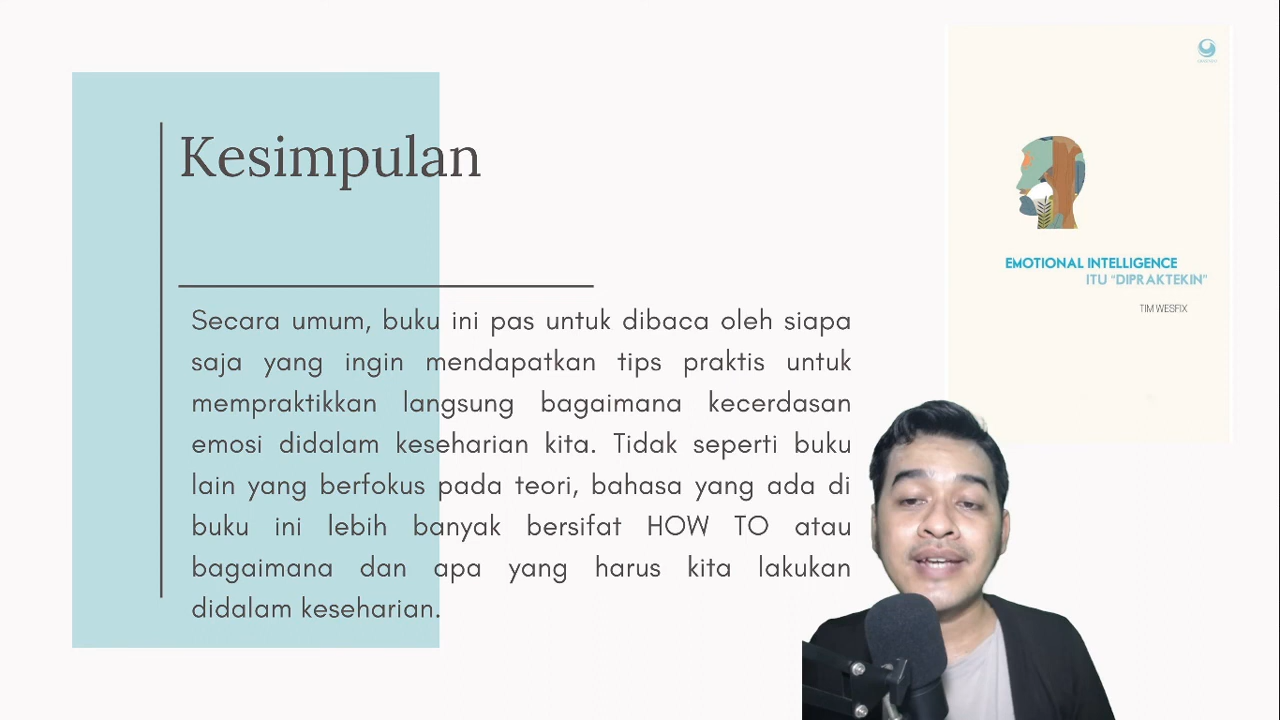 Kesimpulan
Secara umum, buku ini pas untuk dibaca oleh siapa
saja yang ingin mendapatkan tips praktis untuk
mempraktikkan langsung bagaimana kecerdasan
emosi didalam keseharian kita. Tidak seperti buku
lain yang berfokus pada teori, bahasa yang ada di
buku ini lebih banyak bersifat HOW TO atau
bagaimana dan apa yang harus kita lakukan
didalam keseharian.
EMOTIONAL INTELLIGENCE
ITU "DIPRAKTEKIN"
TIM WESFIX